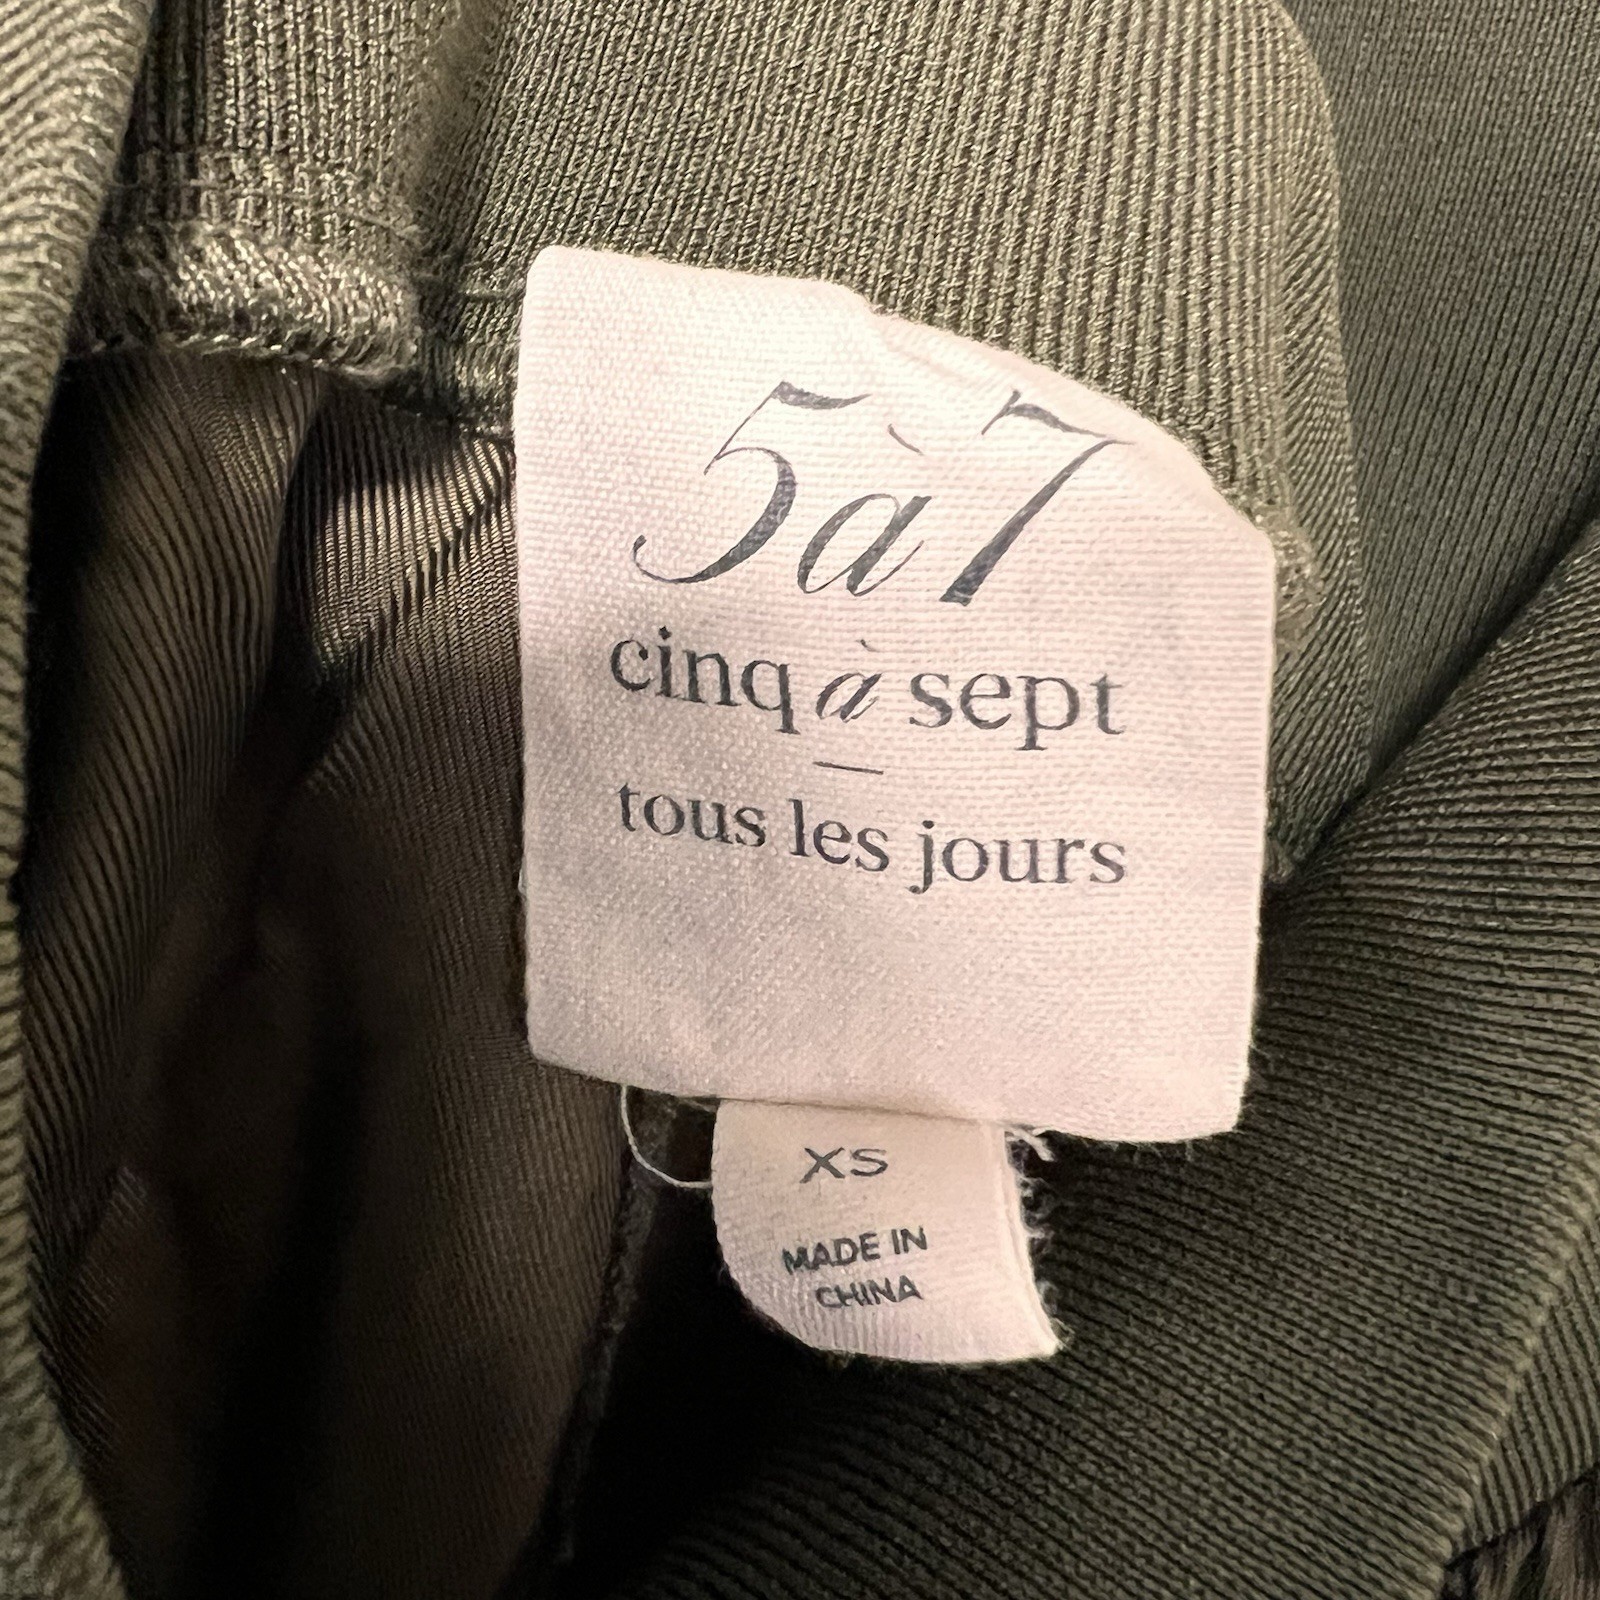 5à7
cinq à sept
—
tous les jours
XS
MADE IN
CHINA